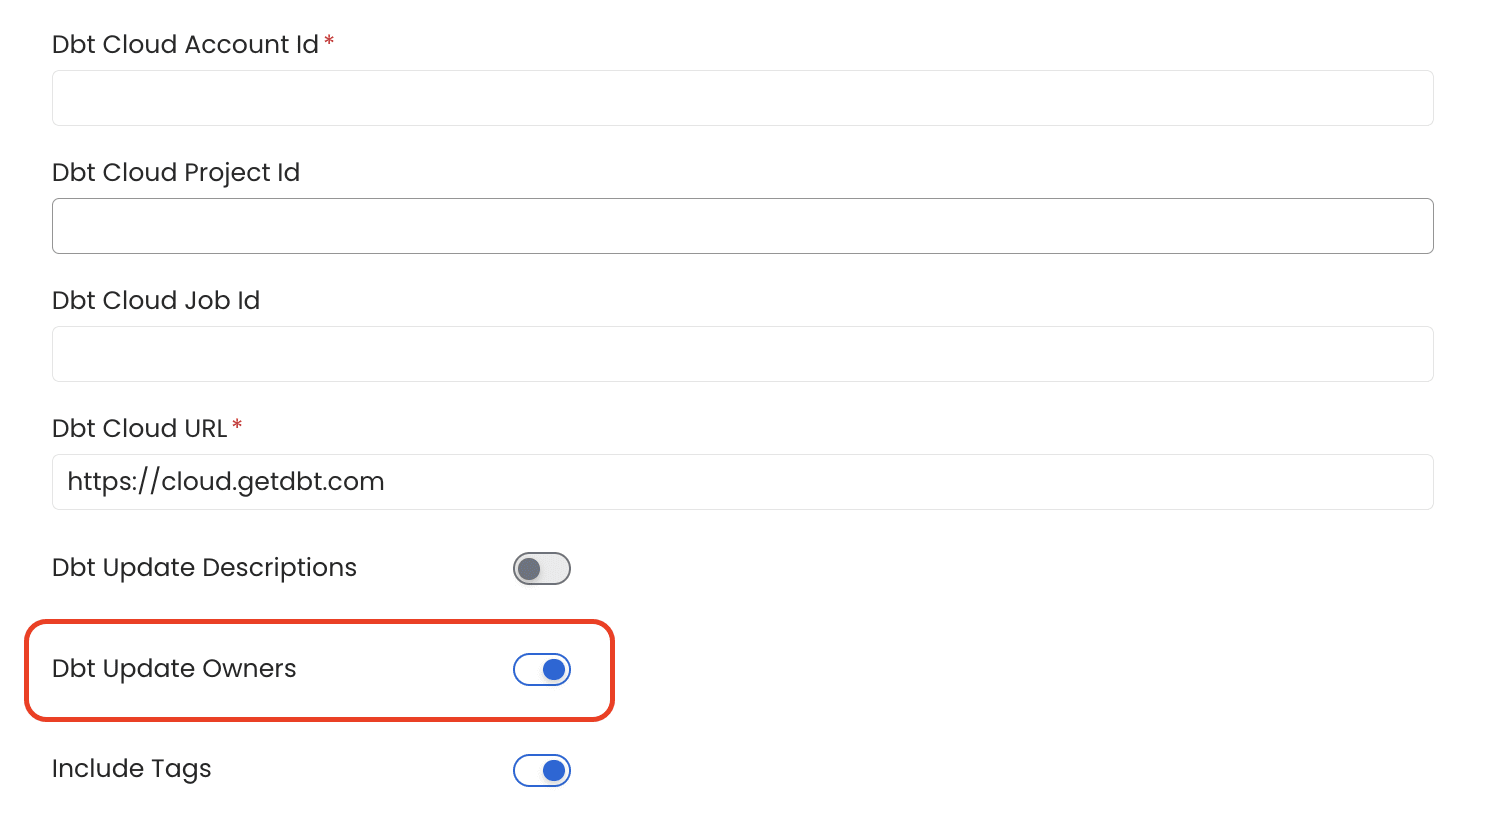 Dbt Cloud Account Id *
Dbt Cloud Project Id
Dbt Cloud Job Id
Dbt Cloud URL *
https://cloud.getdbt.com
Dbt Update Descriptions
Dbt Update Owners
Include Tags